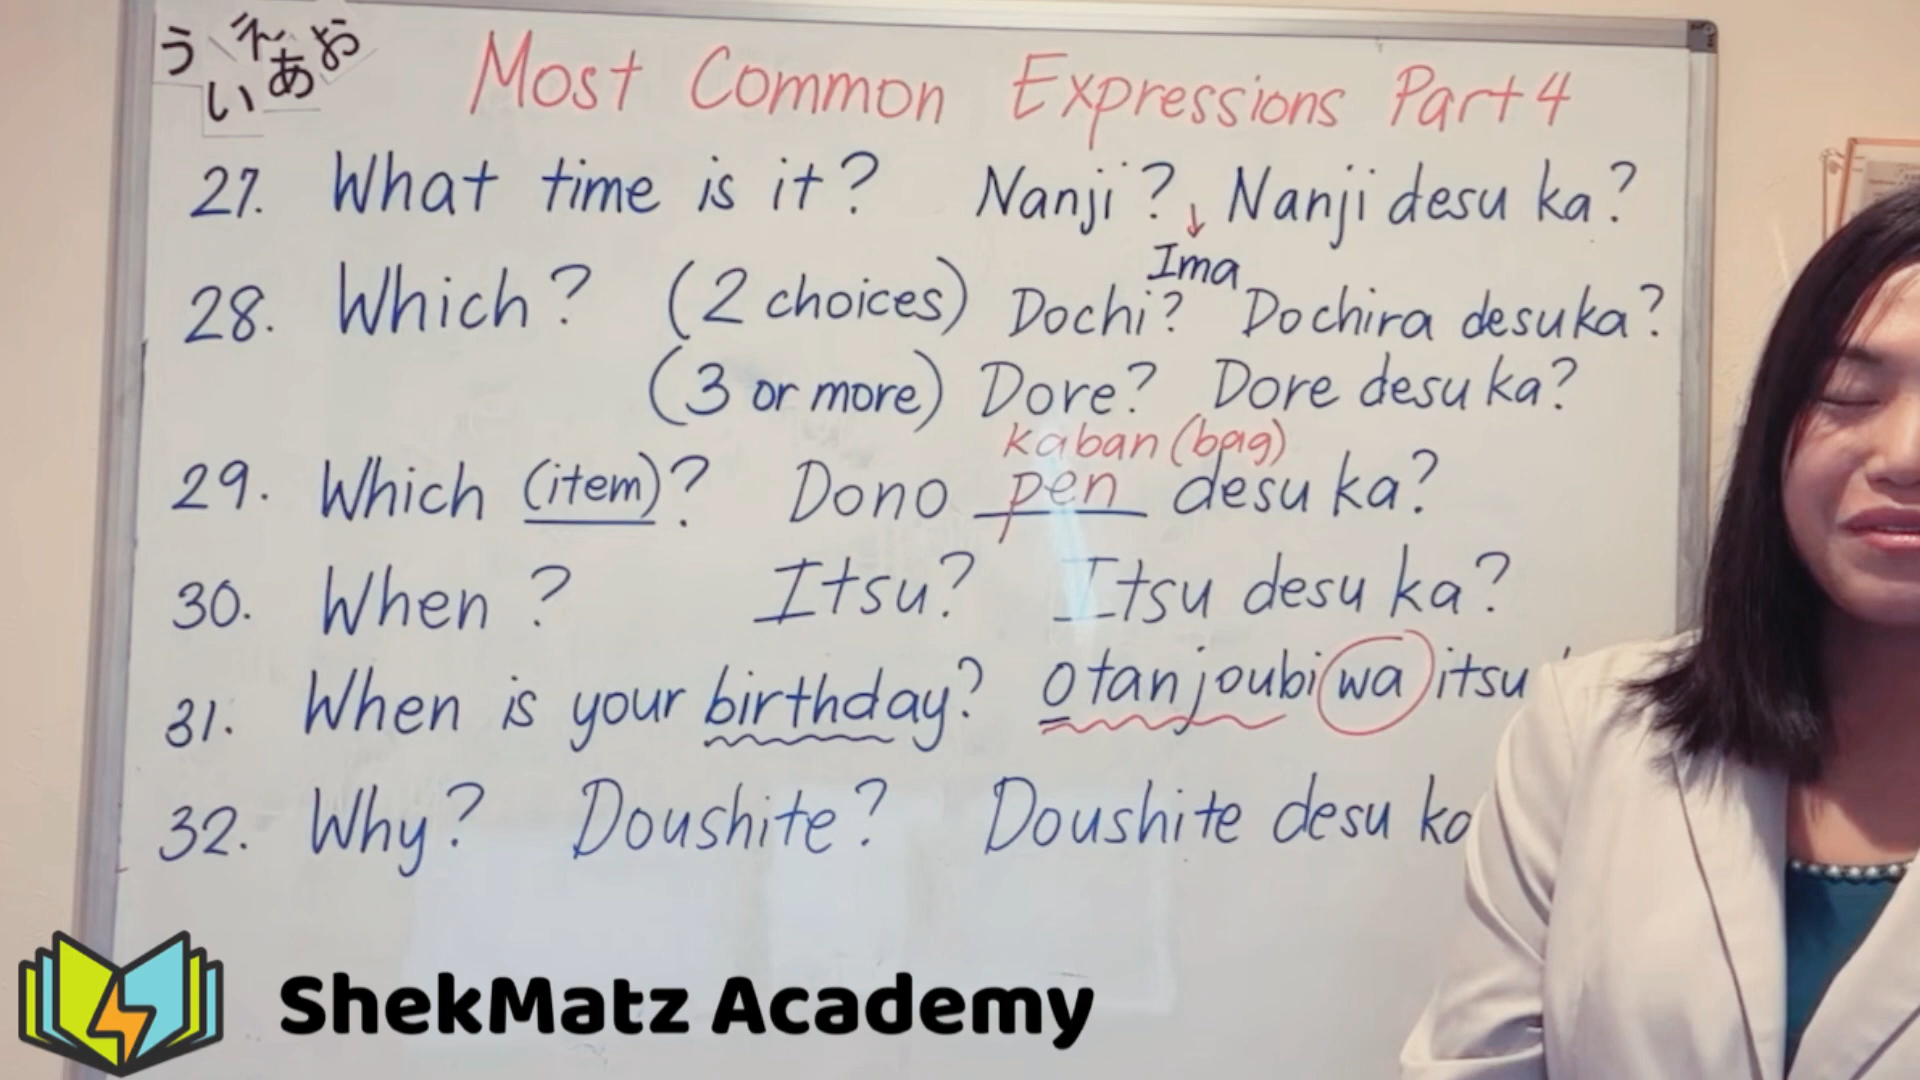 う え お
い あ
Most Common Expressions Part 4
27. What time is it? Nanji? ↓ Nanji desu ka?
Ima
28. Which? (2 choices) Dochi? Dochira desuka?
(3 or more) Dore? Dore desu ka?
kaban (bag)
29. Which (item)? Dono pen desu ka?
30. When? Itsu? Itsu desu ka?
31. When is your birthday? otanjoubi wa itsu
32. Why? Doushite? Doushite desu
ShekMatz Academy